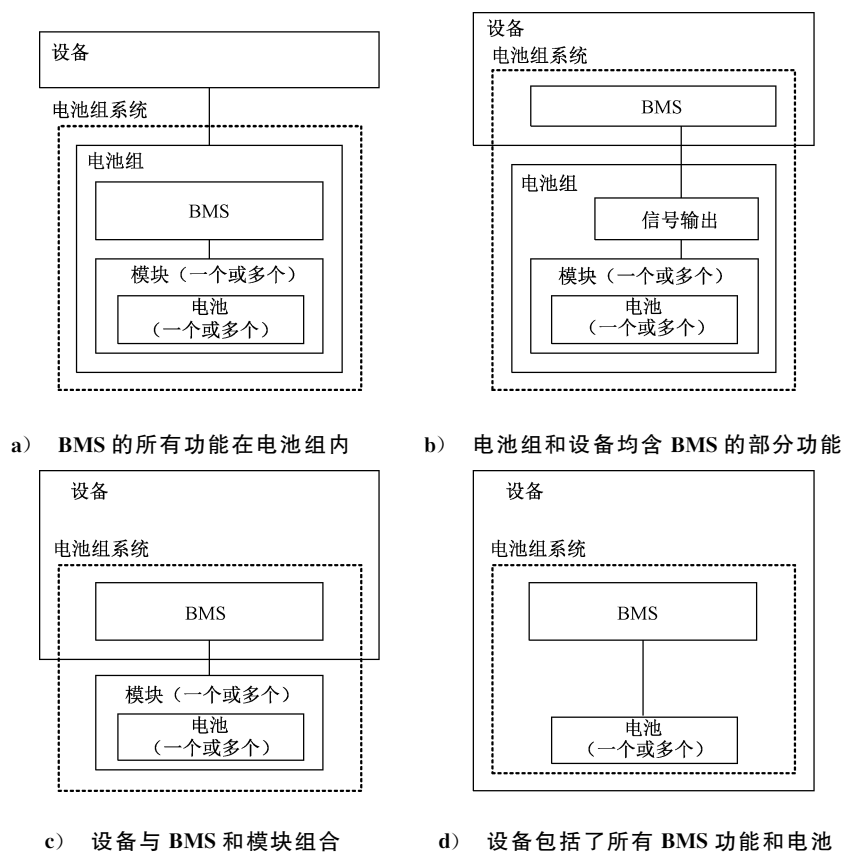 设备
电池组系统
电池组
BMS
模块（一个或多个）
电池
（一个或多个）
a） BMS 的所有功能在电池组内
设备
电池组系统
BMS
电池组
信号输出
模块（一个或多个）
电池
（一个或多个）
b） 电池组和设备均含 BMS 的部分功能
设备
电池组系统
BMS
模块（一个或多个）
电池
（一个或多个）
c） 设备与 BMS 和模块组合
设备
电池组系统
BMS
电池
（一个或多个）
d） 设备包括了所有 BMS 功能和电池